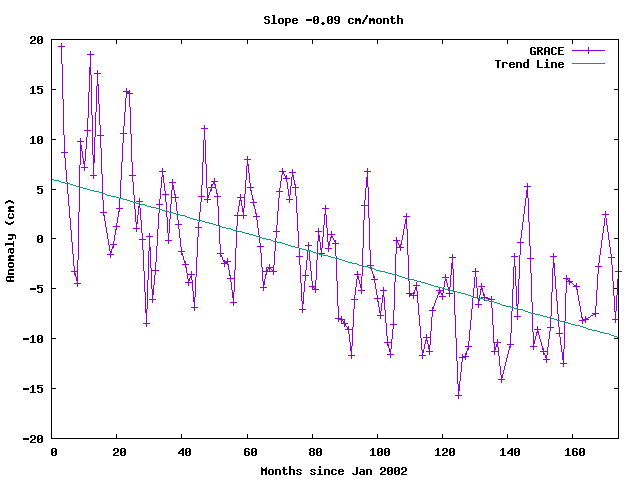 Slope -0.09 cm/month
GRACE
Trend Line
20
15
10
5
0
-5
-10
-15
-20
Anomaly (cm)
0 20 40 60 80 100 120 140 160
Months since Jan 2002